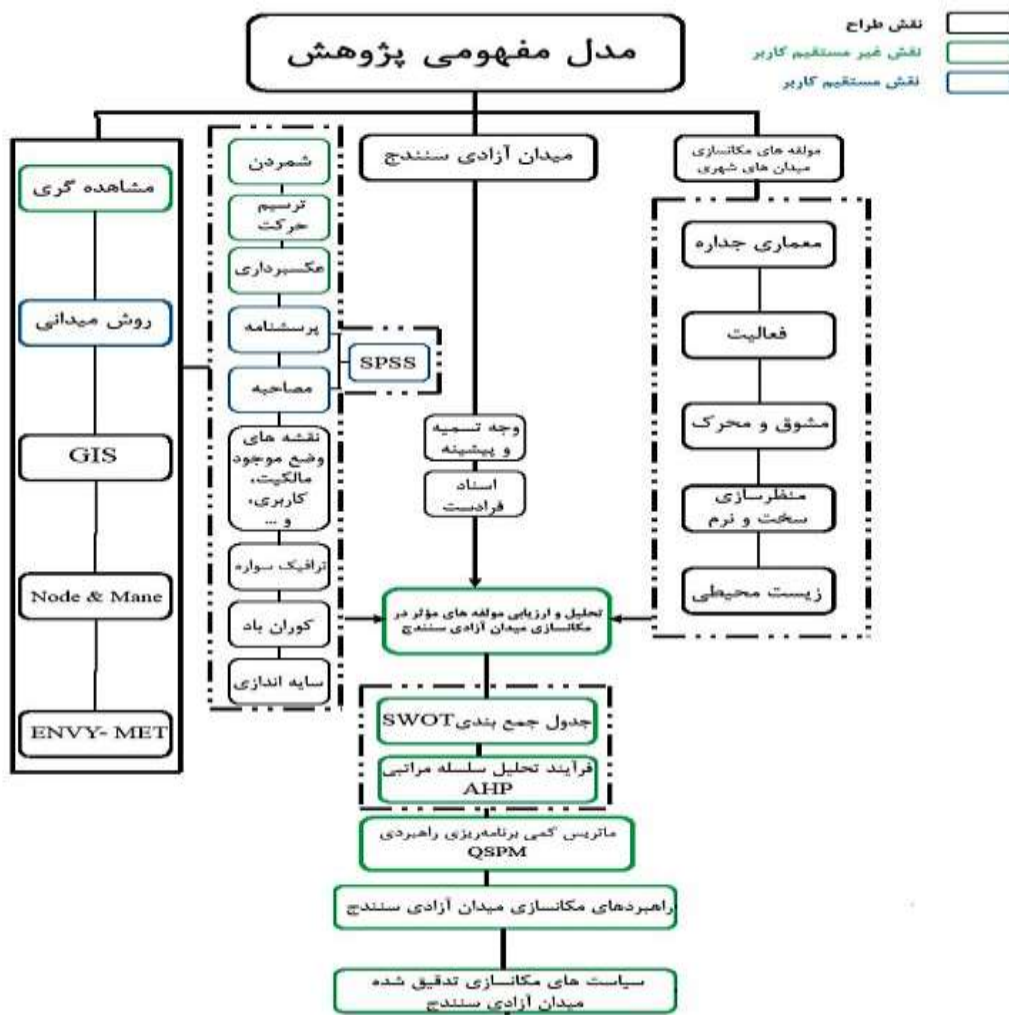 نقش طراح
نقش غیر مستقیم کاربر
نقش مستقیم کاربر
مدل مفهومی پژوهش
مولفه های مکانسازی
میدان های شهری
معماری جداره
فعالیت
مشوق و محرک
منظرسازی
سخت و نرم
زیست محیطی
میدان آزادی سنندج
وجه تسمیه
و پیشینه
اسناد
فرادست
شمردن
ترسیم
حرکت
عکسبرداری
پرسشنامه
مصاحبه
SPSS
نقشه های
وضع موجود
مالکیت،
کاربری،
و ...
ترافیک سواره
کوران باد
سایه اندازی
مشاهده گری
روش میدانی
GIS
Node & Mane
ENVY- MET
تحلیل و ارزیابی مولفه های مؤثر در
مکانسازی میدان آزادی سنندج
جدول جمع بندی SWOT
فرآیند تحلیل سلسله مراتبی
AHP
ماتریس کمی برنامه‌ریزی راهبردی
QSPM
راهبردهای مکانسازی میدان آزادی سنندج
سیاست های مکانسازی تدقیق شده
میدان آزادی سنندج